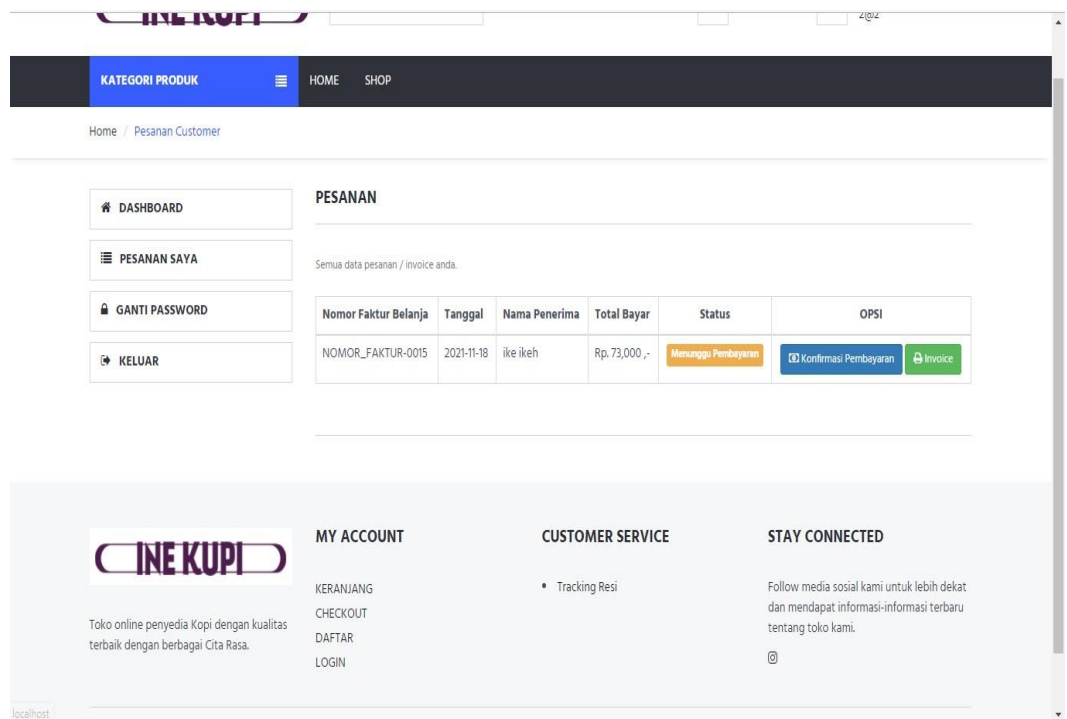 INE KUPI
2@2
KATEGORI PRODUK
HOME SHOP
Home / Pesanan Customer
DASHBOARD
PESANAN SAYA
GANTI PASSWORD
KELUAR
PESANAN
Semua data pesanan / invoice anda.
Nomor Faktur Belanja Tanggal Nama Penerima Total Bayar Status OPSI
NOMOR_FAKTUR-0015 2021-11-18 ike ikeh Rp. 73,000 ,- Menunggu Pembayaran Konfirmasi Pembayaran Invoice
INE KUPI
Toko online penyedia Kopi dengan kualitas
terbaik dengan berbagai Cita Rasa.
MY ACCOUNT
KERANJANG
CHECKOUT
DAFTAR
LOGIN
CUSTOMER SERVICE
• Tracking Resi
STAY CONNECTED
Follow media sosial kami untuk lebih dekat
dan mendapat informasi-informasi terbaru
tentang toko kami.
localhost